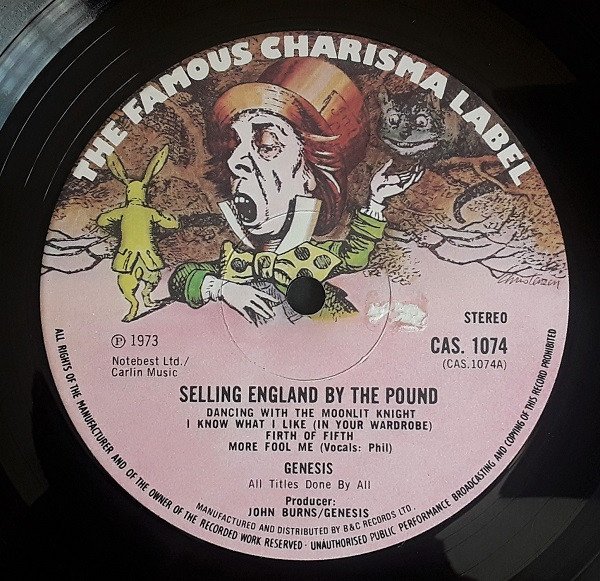 THE FAMOUS CHARISMA LABEL
Christensen
STEREO
℗ 1973
CAS. 1074
(CAS.1074A)
Notebest Ltd./
Carlin Music
SELLING ENGLAND BY THE POUND
DANCING WITH THE MOONLIT KNIGHT
I KNOW WHAT I LIKE (IN YOUR WARDROBE)
FIRTH OF FIFTH
MORE FOOL ME (Vocals: Phil)
GENESIS
All Titles Done By All
Producer:
JOHN BURNS/GENESIS
MANUFACTURED AND DISTRIBUTED BY B&C RECORDS LTD.
ALL RIGHTS OF THE MANUFACTURER AND OF THE OWNER OF THE RECORDED WORK RESERVED · UNAUTHORISED PUBLIC PERFORMANCE BROADCASTING AND COPYING OF THIS RECORD PROHIBITED